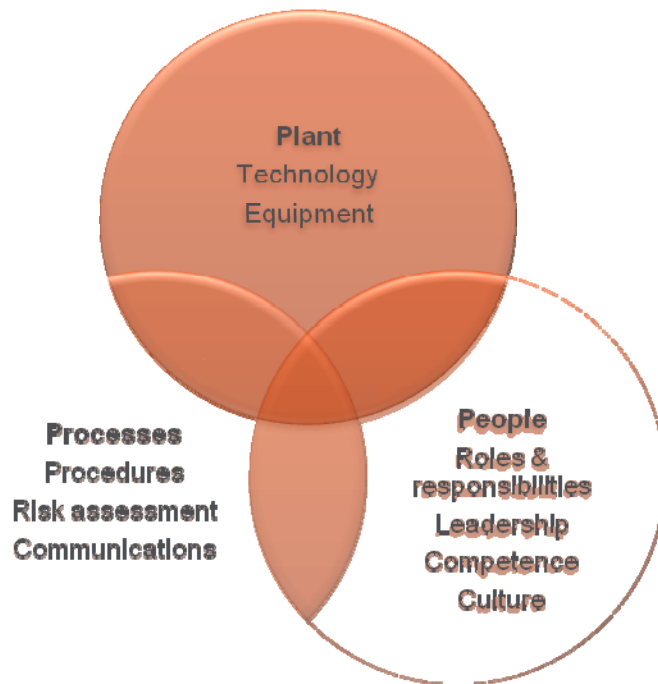 Plant
Technology
Equipment
Processes
Procedures
Risk assessment
Communications
People
Roles &
responsibilities
Leadership
Competence
Culture